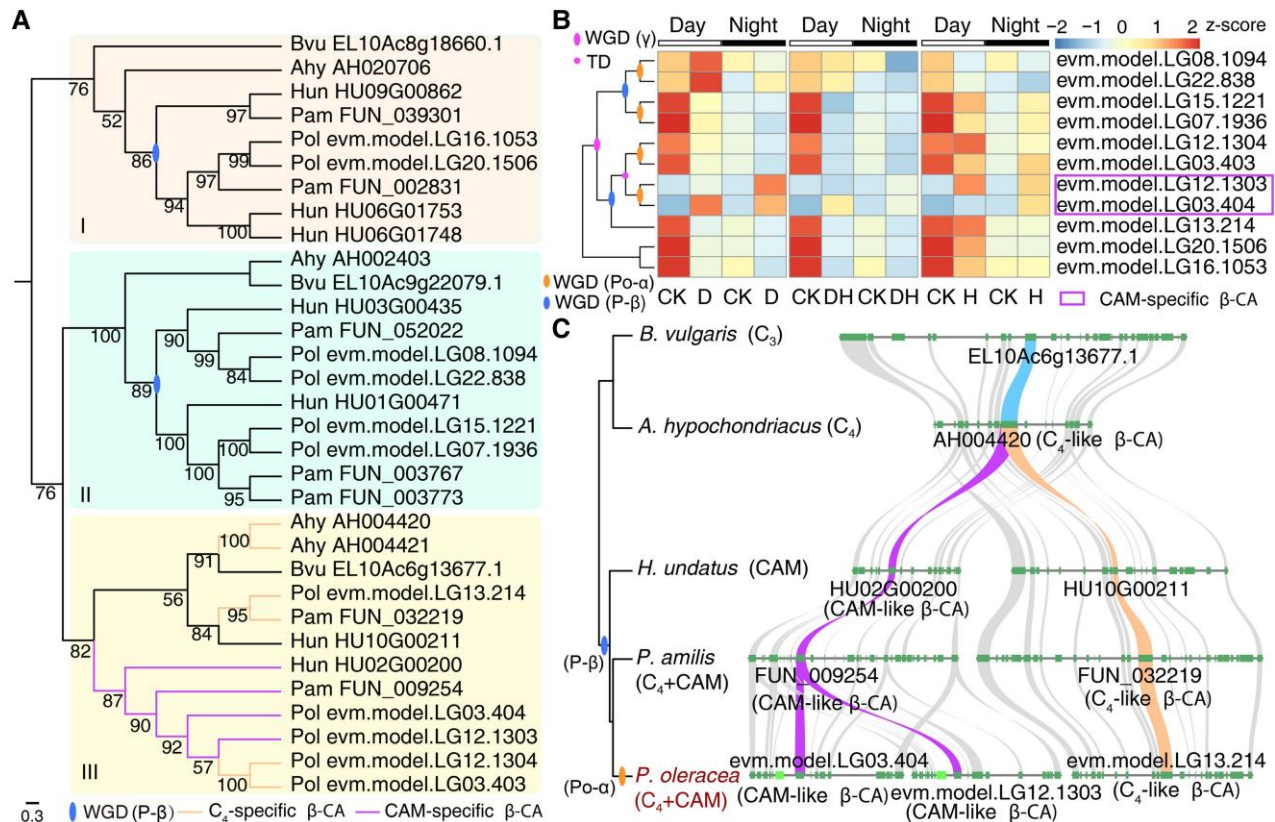 A
Bvu EL10Ac8g18660.1
Ahy AH020706
Hun HU09G00862
Pam FUN_039301
Pol evm.model.LG16.1053
Pol evm.model.LG20.1506
Pam FUN_002831
Hun HU06G01753
Hun HU06G01748
76
52
97
86
99
97
94
100
I
Ahy AH002403
Bvu EL10Ac9g22079.1
Hun HU03G00435
Pam FUN_052022
Pol evm.model.LG08.1094
Pol evm.model.LG22.838
Hun HU01G00471
Pol evm.model.LG15.1221
Pol evm.model.LG07.1936
Pam FUN_003767
Pam FUN_003773
100
90
99
84
89
100
100
100
95
76
II
Ahy AH004420
Ahy AH004421
Bvu EL10Ac6g13677.1
Pol evm.model.LG13.214
Pam FUN_032219
Hun HU10G00211
Hun HU02G00200
Pam FUN_009254
Pol evm.model.LG03.404
Pol evm.model.LG12.1303
Pol evm.model.LG12.1304
Pol evm.model.LG03.403
100
91
56
95
84
82
87
90
92
57
100
III
0.3
WGD (P-β)
C₄-specific β-CA
CAM-specific β-CA
B
WGD (γ)
TD
Day Night Day Night Day Night
−2 −1 0 1 2 z-score
evm.model.LG08.1094
evm.model.LG22.838
evm.model.LG15.1221
evm.model.LG07.1936
evm.model.LG12.1304
evm.model.LG03.403
evm.model.LG12.1303
evm.model.LG03.404
evm.model.LG13.214
evm.model.LG20.1506
evm.model.LG16.1053
WGD (Po-α)
WGD (P-β)
CK D CK D CK DH CK DH CK H CK H
CAM-specific β-CA
C
B. vulgaris (C₃)
EL10Ac6g13677.1
A. hypochondriacus (C₄)
AH004420 (C₄-like β-CA)
H. undatus (CAM)
HU02G00200
(CAM-like β-CA)
HU10G00211
(P-β)
P. amilis
(C₄+CAM)
FUN_009254
(CAM-like β-CA)
FUN_032219
(C₄-like β-CA)
(Po-α)
P. oleracea
(C₄+CAM)
evm.model.LG03.404
(CAM-like β-CA)
evm.model.LG12.1303
(CAM-like β-CA)
evm.model.LG13.214
(C₄-like β-CA)